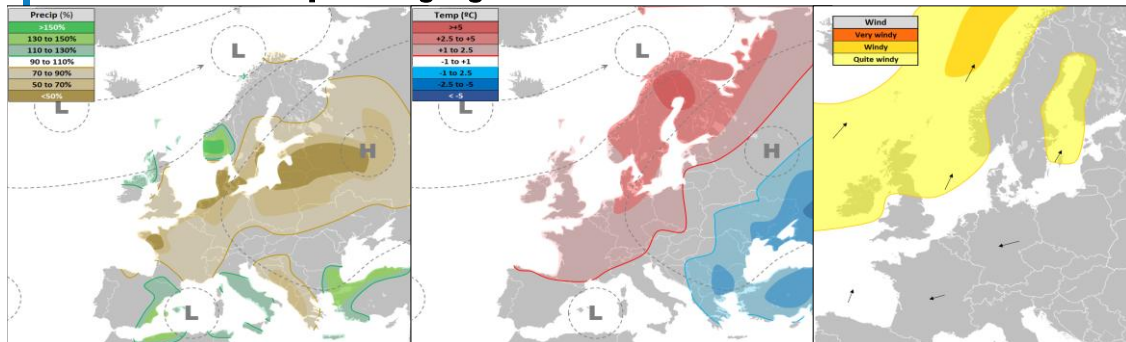 Precip (%)
>150%
130 to 150%
110 to 130%
90 to 110%
70 to 90%
50 to 70%
<50%
L
L
H
L
Temp (ºC)
>+5
+2.5 to +5
+1 to 2.5
-1 to +1
-1 to 2.5
-2.5 to -5
< -5
L
L
H
L
Wind
Very windy
Windy
Quite windy